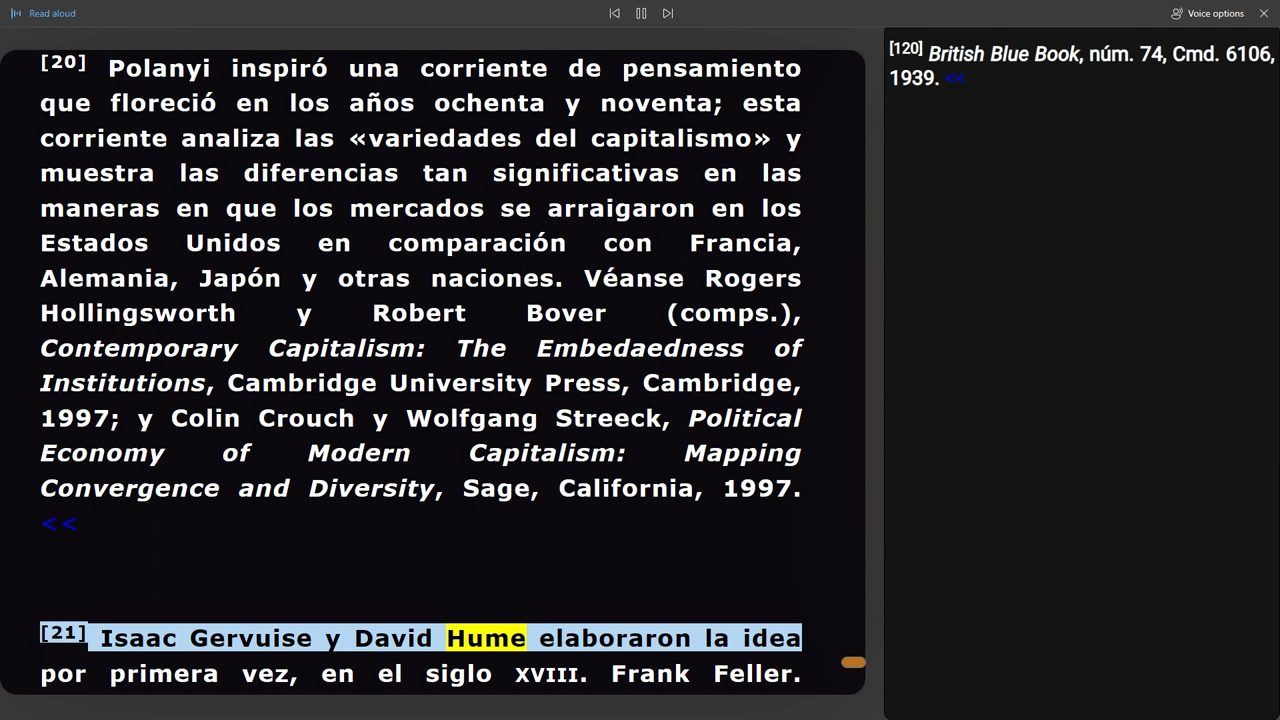 Read aloud
Voice options
[20] Polanyi inspiró una corriente de pensamiento
que floreció en los años ochenta y noventa; esta
corriente analiza las «variedades del capitalismo» y
muestra las diferencias tan significativas en las
maneras en que los mercados se arraigaron en los
Estados Unidos en comparación con Francia,
Alemania, Japón y otras naciones. Véanse Rogers
Hollingsworth y Robert Bover (comps.),
Contemporary Capitalism: The Embedaedness of
Institutions, Cambridge University Press, Cambridge,
1997; y Colin Crouch y Wolfgang Streeck, Political
Economy of Modern Capitalism: Mapping
Convergence and Diversity, Sage, California, 1997.
<<
[21] Isaac Gervuise y David Hume elaboraron la idea
por primera vez, en el siglo XVIII. Frank Feller.
[120] British Blue Book, núm. 74, Cmd. 6106,
1939. <<